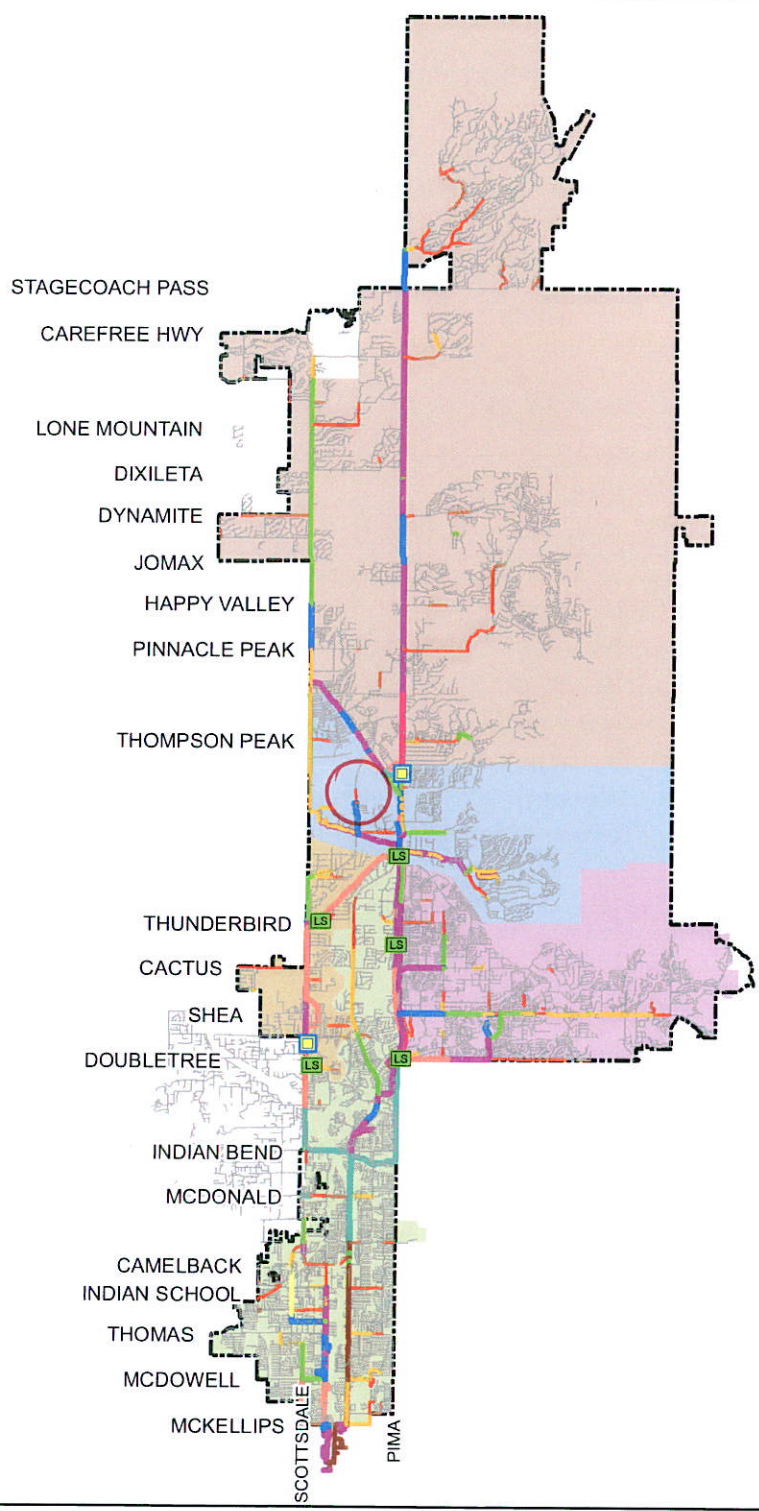 STAGECOACH PASS
CAREFREE HWY
LONE MOUNTAIN
DIXILETA
DYNAMITE
JOMAX
HAPPY VALLEY
PINNACLE PEAK
THOMPSON PEAK
LS
THUNDERBIRD
LS
LS
CACTUS
SHEA
DOUBLETREE
LS
LS
INDIAN BEND
MCDONALD
CAMELBACK
INDIAN SCHOOL
THOMAS
MCDOWELL
MCKELLIPS
SCOTTSDALE
PIMA